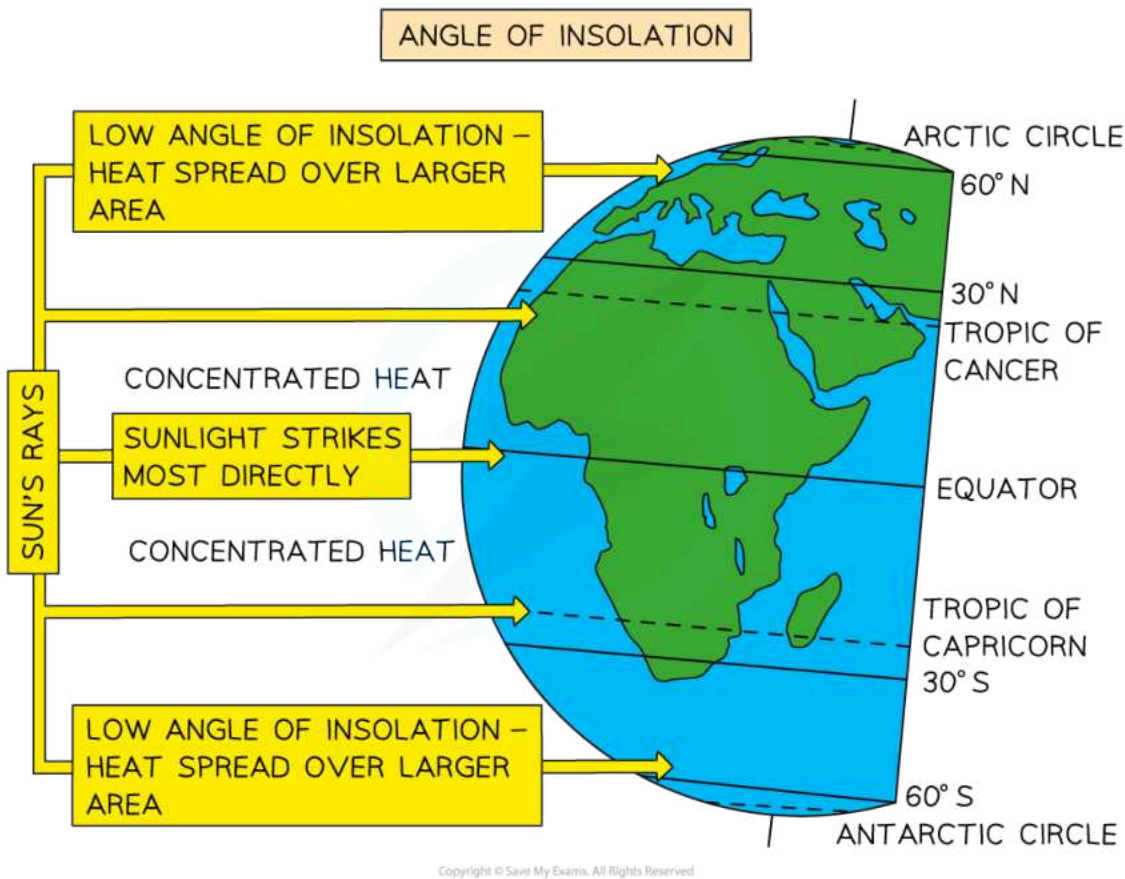 ANGLE OF INSOLATION
LOW ANGLE OF INSOLATION –
HEAT SPREAD OVER LARGER
AREA
ARCTIC CIRCLE
60° N
30° N
TROPIC OF
CANCER
CONCENTRATED HEAT
SUN'S RAYS
SUNLIGHT STRIKES
MOST DIRECTLY
EQUATOR
CONCENTRATED HEAT
TROPIC OF
CAPRICORN
30° S
LOW ANGLE OF INSOLATION –
HEAT SPREAD OVER LARGER
AREA
60° S
ANTARCTIC CIRCLE
Copyright © Save My Exams. All Rights Reserved